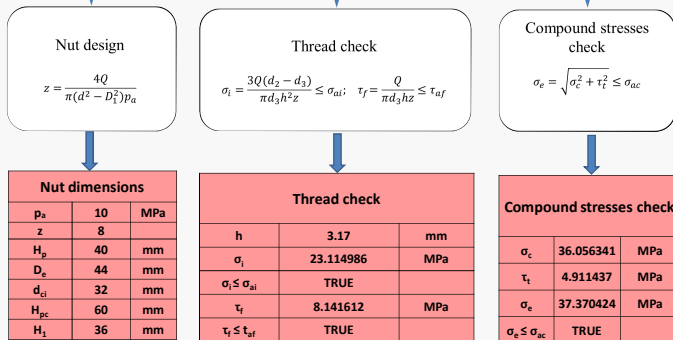 Nut design
z = 4Q / π(d² − D₁²)pₐ
Thread check
σᵢ = 3Q(d₂ − d₃) / πd₃h²z ≤ σₐᵢ; τf = Q / πd₃hz ≤ τaf
Compound stresses
check
σₑ = √(σc² + τt²) ≤ σac
Nut dimensions
pₐ 10 MPa
z 8
Hₚ 40 mm
Dₑ 44 mm
dci 32 mm
Hpc 60 mm
H₁ 36 mm
Thread check
h 3.17 mm
σᵢ 23.114986 MPa
σᵢ ≤ σₐᵢ TRUE
τf 8.141612 MPa
τf ≤ taf TRUE
Compound stresses check
σc 36.056341 MPa
τt 4.911437 MPa
σₑ 37.370424 MPa
σₑ ≤ σac TRUE